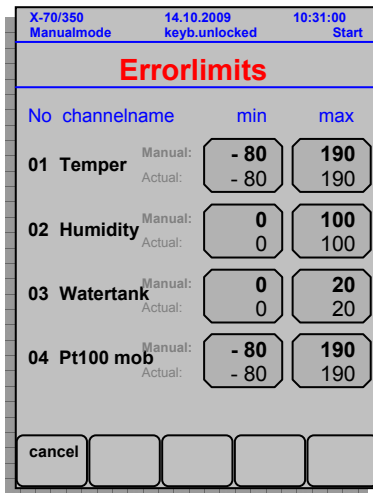 X-70/350 14.10.2009 10:31:00
Manualmode keyb.unlocked Start
Errorlimits
No channelname min max
01 Temper Manual: - 80 190
Actual: - 80 190
02 Humidity Manual: 0 100
Actual: 0 100
03 Watertank Manual: 0 20
Actual: 0 20
04 Pt100 mob Manual: - 80 190
Actual: - 80 190
cancel